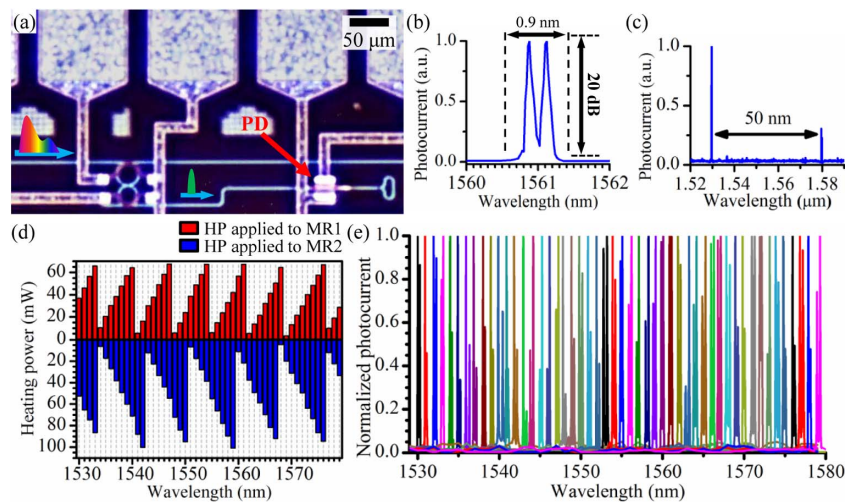 (a)
50 μm
PD
(b)
0.9 nm
20 dB
Photocurrent (a.u.)
1.0
0.5
0.0
1560
1561
1562
Wavelength (nm)
(c)
50 nm
Photocurrent (a.u.)
1.0
0.5
0.0
1.52
1.54
1.56
1.58
Wavelength (μm)
(d)
HP applied to MR1
HP applied to MR2
Heating power (mW)
60
40
20
0
20
40
60
80
100
1530
1540
1550
1560
1570
Wavelength (nm)
(e)
Normalized photocurrent
1.0
0.8
0.6
0.4
0.2
0.0
1530
1540
1550
1560
1570
1580
Wavelength (nm)